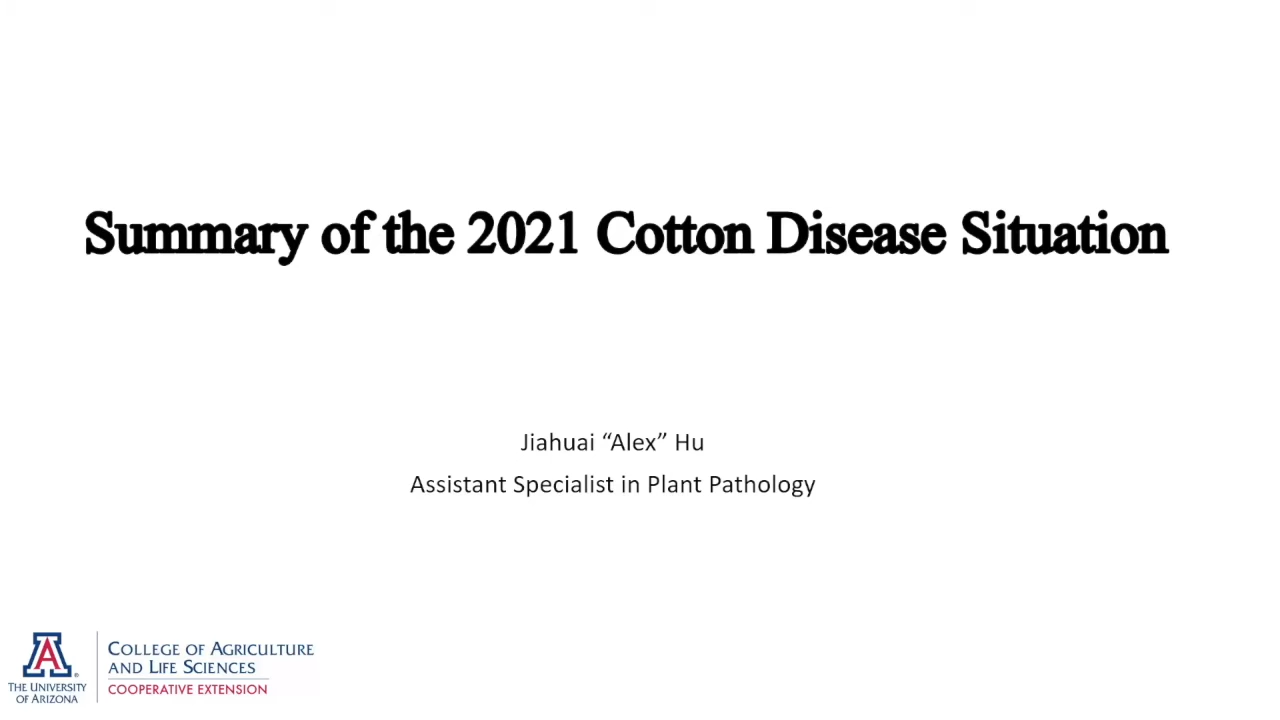 Summary of the 2021 Cotton Disease Situation
Jiahuai “Alex” Hu
Assistant Specialist in Plant Pathology
A
®
THE UNIVERSITY
OF ARIZONA
COLLEGE OF AGRICULTURE
AND LIFE SCIENCES
COOPERATIVE EXTENSION